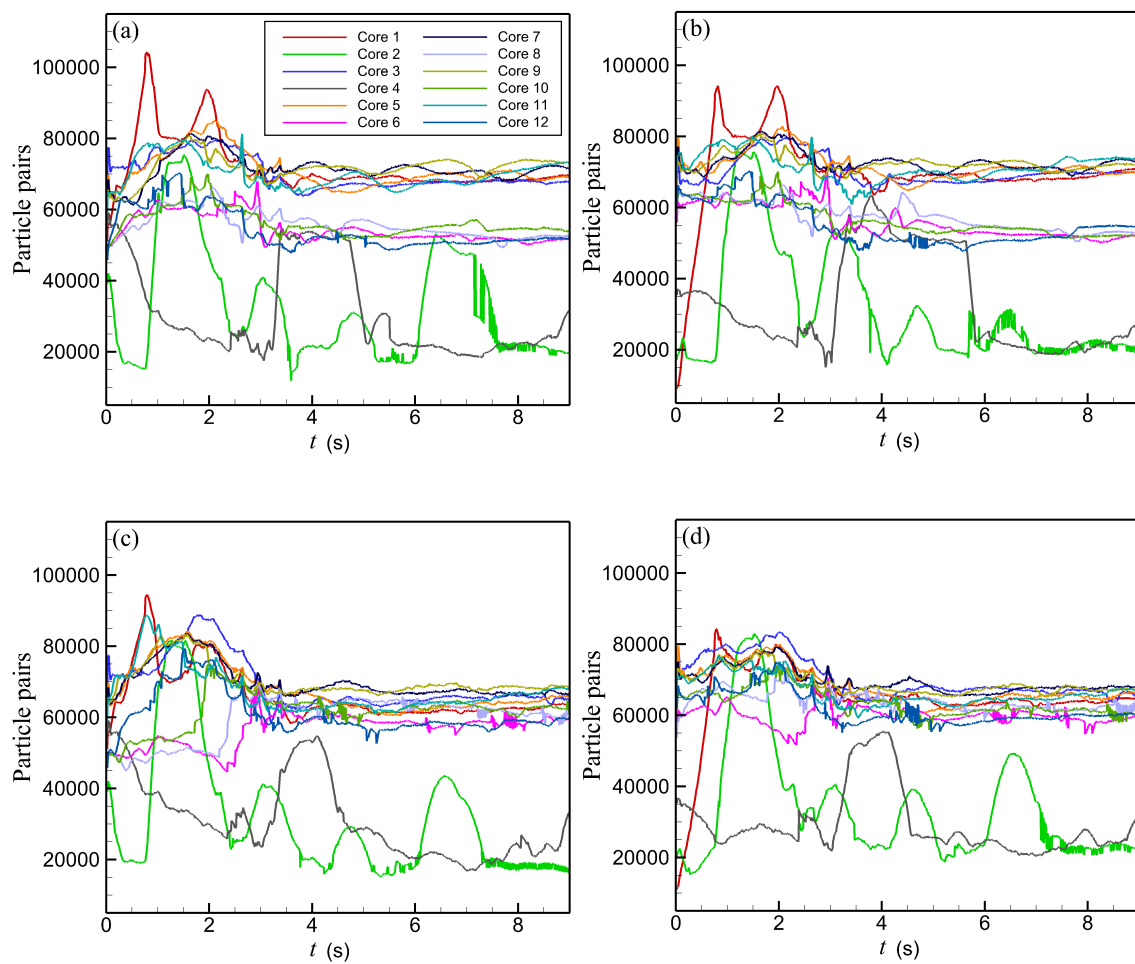 (a)
Core 1 Core 7
Core 2 Core 8
Core 3 Core 9
Core 4 Core 10
Core 5 Core 11
Core 6 Core 12
100000
80000
60000
40000
20000
Particle pairs
0 2 4 6 8
t (s)
(b)
100000
80000
60000
40000
20000
Particle pairs
0 2 4 6 8
t (s)
(c)
100000
80000
60000
40000
20000
Particle pairs
0 2 4 6 8
t (s)
(d)
100000
80000
60000
40000
20000
Particle pairs
0 2 4 6 8
t (s)